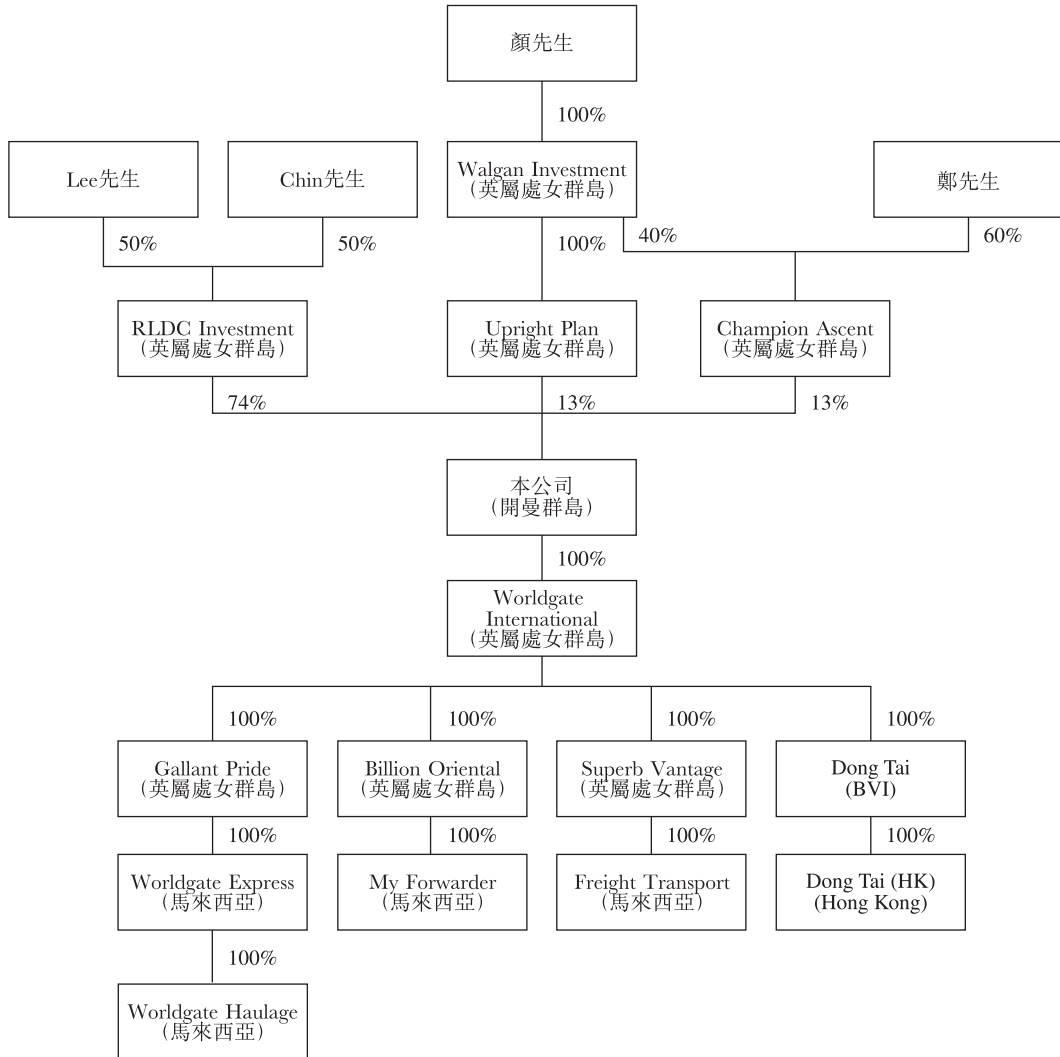 顏先生
100%
Lee先生
Chin先生
Walgan Investment
(英屬處女群島)
鄭先生
50%
50%
100%
40%
60%
RLDC Investment
(英屬處女群島)
Upright Plan
(英屬處女群島)
Champion Ascent
(英屬處女群島)
74%
13%
13%
本公司
(開曼群島)
100%
Worldgate
International
(英屬處女群島)
100%
100%
100%
100%
Gallant Pride
(英屬處女群島)
Billion Oriental
(英屬處女群島)
Superb Vantage
(英屬處女群島)
Dong Tai
(BVI)
100%
100%
100%
100%
Worldgate Express
(馬來西亞)
My Forwarder
(馬來西亞)
Freight Transport
(馬來西亞)
Dong Tai (HK)
(Hong Kong)
100%
Worldgate Haulage
(馬來西亞)